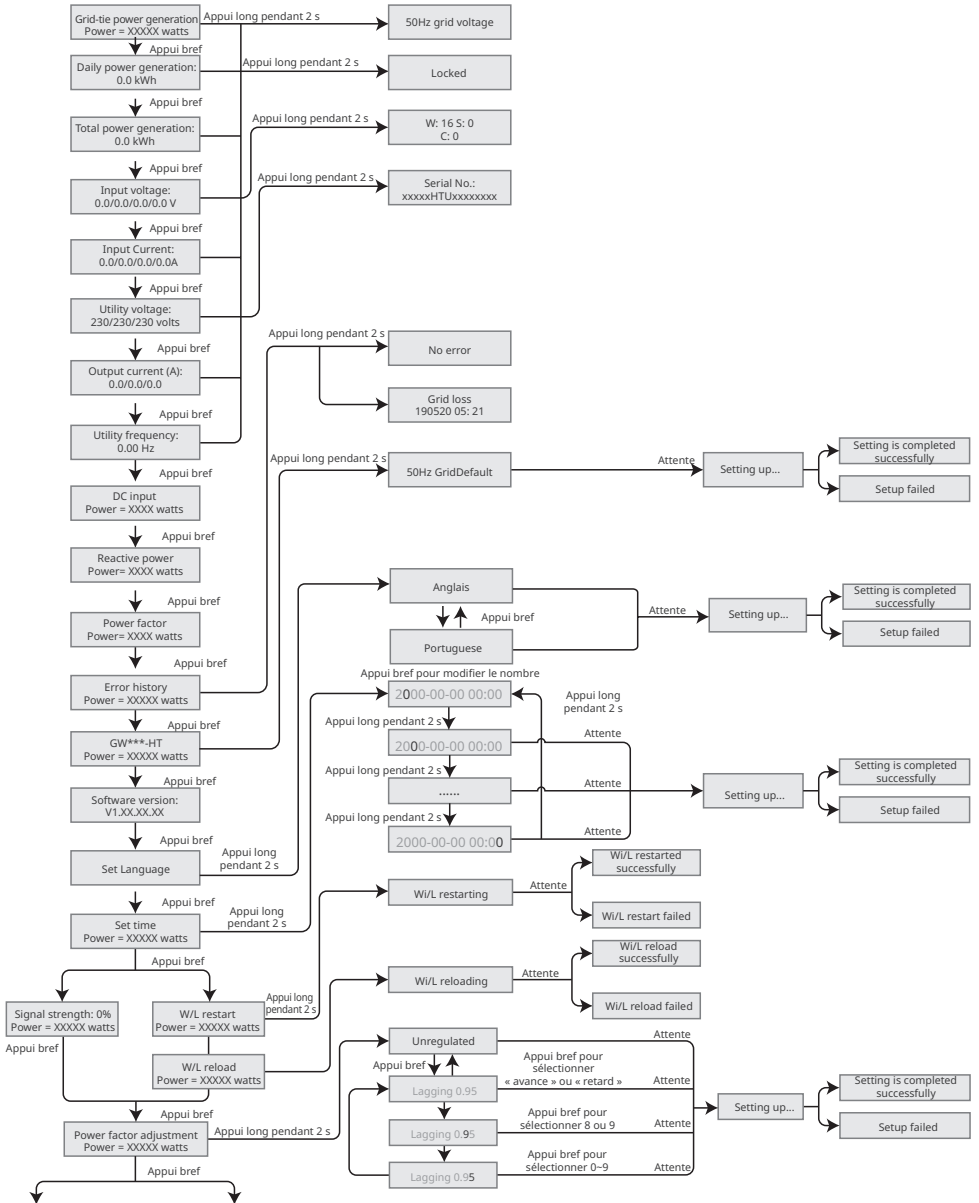 Grid-tie power generation
Power = XXXXX watts
Appui long pendant 2 s
50Hz grid voltage
Appui bref
Daily power generation:
0.0 kWh
Appui long pendant 2 s
Locked
Appui bref
Total power generation:
0.0 kWh
Appui long pendant 2 s
W: 16 S: 0
C: 0
Appui bref
Input voltage:
0.0/0.0/0.0/0.0 V
Appui long pendant 2 s
Serial No.:
xxxxxHTUxxxxxxxx
Appui bref
Input Current:
0.0/0.0/0.0/0.0A
Appui bref
Utility voltage:
230/230/230 volts
Appui bref
Appui long pendant 2 s
No error
Output current (A):
0.0/0.0/0.0
Grid loss
190520 05: 21
Appui bref
Utility frequency:
0.00 Hz
Appui bref
Appui long pendant 2 s
50Hz GridDefault
Attente
Setting up...
Setting is completed
successfully
Setup failed
DC input
Power = XXXX watts
Appui bref
Reactive power
Power= XXXX watts
Appui bref
Power factor
Power= XXXX watts
Appui bref
Anglais
Appui bref
Portuguese
Attente
Setting up...
Setting is completed
successfully
Setup failed
Error history
Power = XXXXX watts
Appui bref
GW***-HT
Power = XXXXX watts
Appui bref
Software version:
V1.XX.XX.XX
Appui bref
Appui bref pour modifier le nombre
2000-00-00 00:00
Appui long
pendant 2 s
Appui long pendant 2 s
2000-00-00 00:00
Attente
Appui long pendant 2 s
......
Attente
Appui long pendant 2 s
2000-00-00 00:00
Attente
Setting up...
Setting is completed
successfully
Setup failed
Set Language
Appui long
pendant 2 s
Appui bref
Set time
Power = XXXXX watts
Appui long
pendant 2 s
Wi/L restarting
Attente
Wi/L restarted
successfully
Wi/L restart failed
Appui bref
Signal strength: 0%
Power = XXXXX watts
Appui bref
W/L restart
Power = XXXXX watts
Appui long
pendant 2 s
Wi/L reloading
Attente
Wi/L reload
successfully
Wi/L reload failed
W/L reload
Power = XXXXX watts
Appui bref
Power factor adjustment
Power = XXXXX watts
Appui long pendant 2 s
Appui bref
Unregulated
Attente
Appui bref
Appui bref pour
sélectionner
« avance » ou « retard »
Lagging 0.95
Attente
Appui bref pour
sélectionner 8 ou 9
Lagging 0.95
Attente
Appui bref pour
sélectionner 0~9
Lagging 0.95
Attente
Setting up...
Setting is completed
successfully
Setup failed